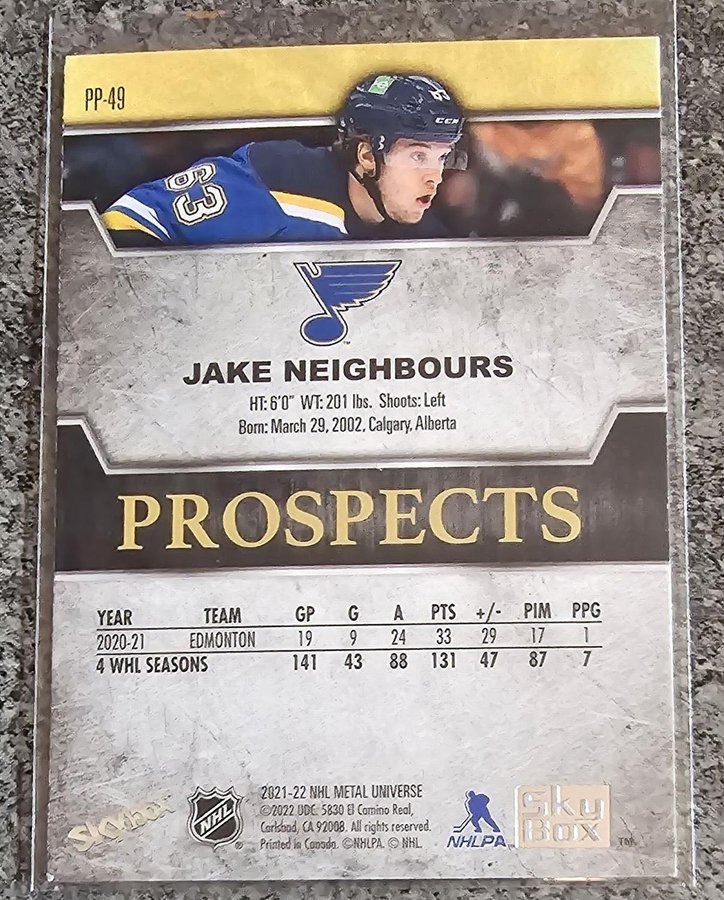 PP-49
63
63
CCM
JAKE NEIGHBOURS
HT: 6'0" WT: 201 lbs. Shoots: Left
Born: March 29, 2002, Calgary, Alberta
PROSPECTS
YEAR TEAM GP G A PTS +/- PIM PPG
2020-21 EDMONTON 19 9 24 33 29 17 1
4 WHL SEASONS 141 43 88 131 47 87 7
Skybox
NHL
2021-22 NHL METAL UNIVERSE
©2022 UDC. 5830 El Camino Real,
Carlsbad, CA 92008. All rights reserved.
Printed in Canada. ©NHLPA. © NHL.
NHLPA
Sky
Box
TM